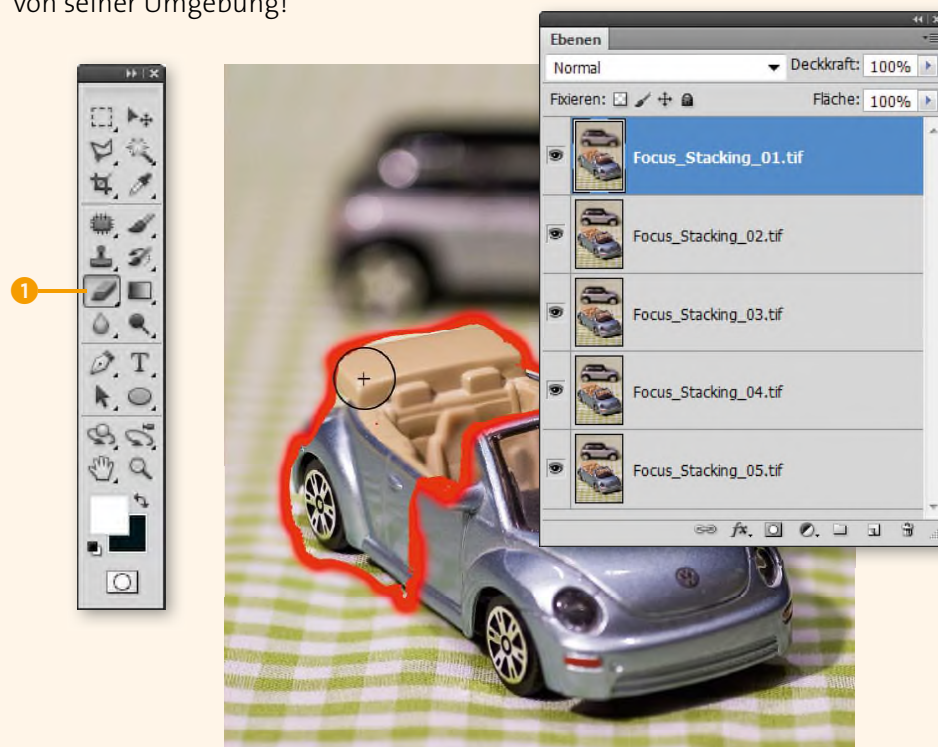 von seiner Umgebung!
1
Ebenen
Normal
Deckkraft: 100%
Fixieren:
Fläche: 100%
Focus_Stacking_01.tif
Focus_Stacking_02.tif
Focus_Stacking_03.tif
Focus_Stacking_04.tif
Focus_Stacking_05.tif
fx.
T